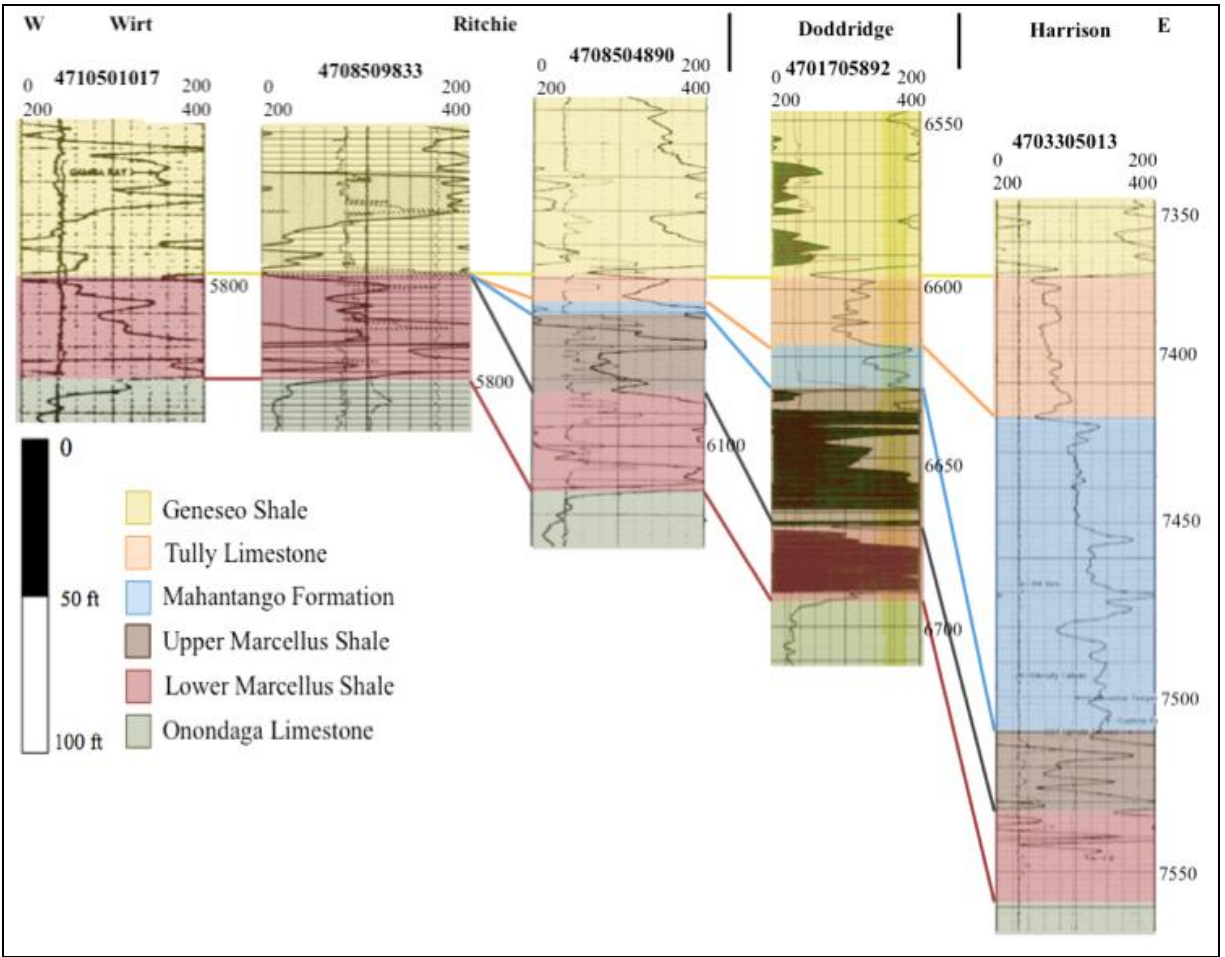 W Wirt Ritchie Doddridge Harrison E
4710501017
0 200
200 400
4708509833
0 200
200 400
4708504890
0 200
200 400
4701705892
0 200
200 400
4703305013
0 200
200 400
GAMMA RAY
5800
5800
6100
6550
6600
6650
6700
7350
7400
7450
7500
7550
0
50 ft
100 ft
Geneseo Shale
Tully Limestone
Mahantango Formation
Upper Marcellus Shale
Lower Marcellus Shale
Onondaga Limestone